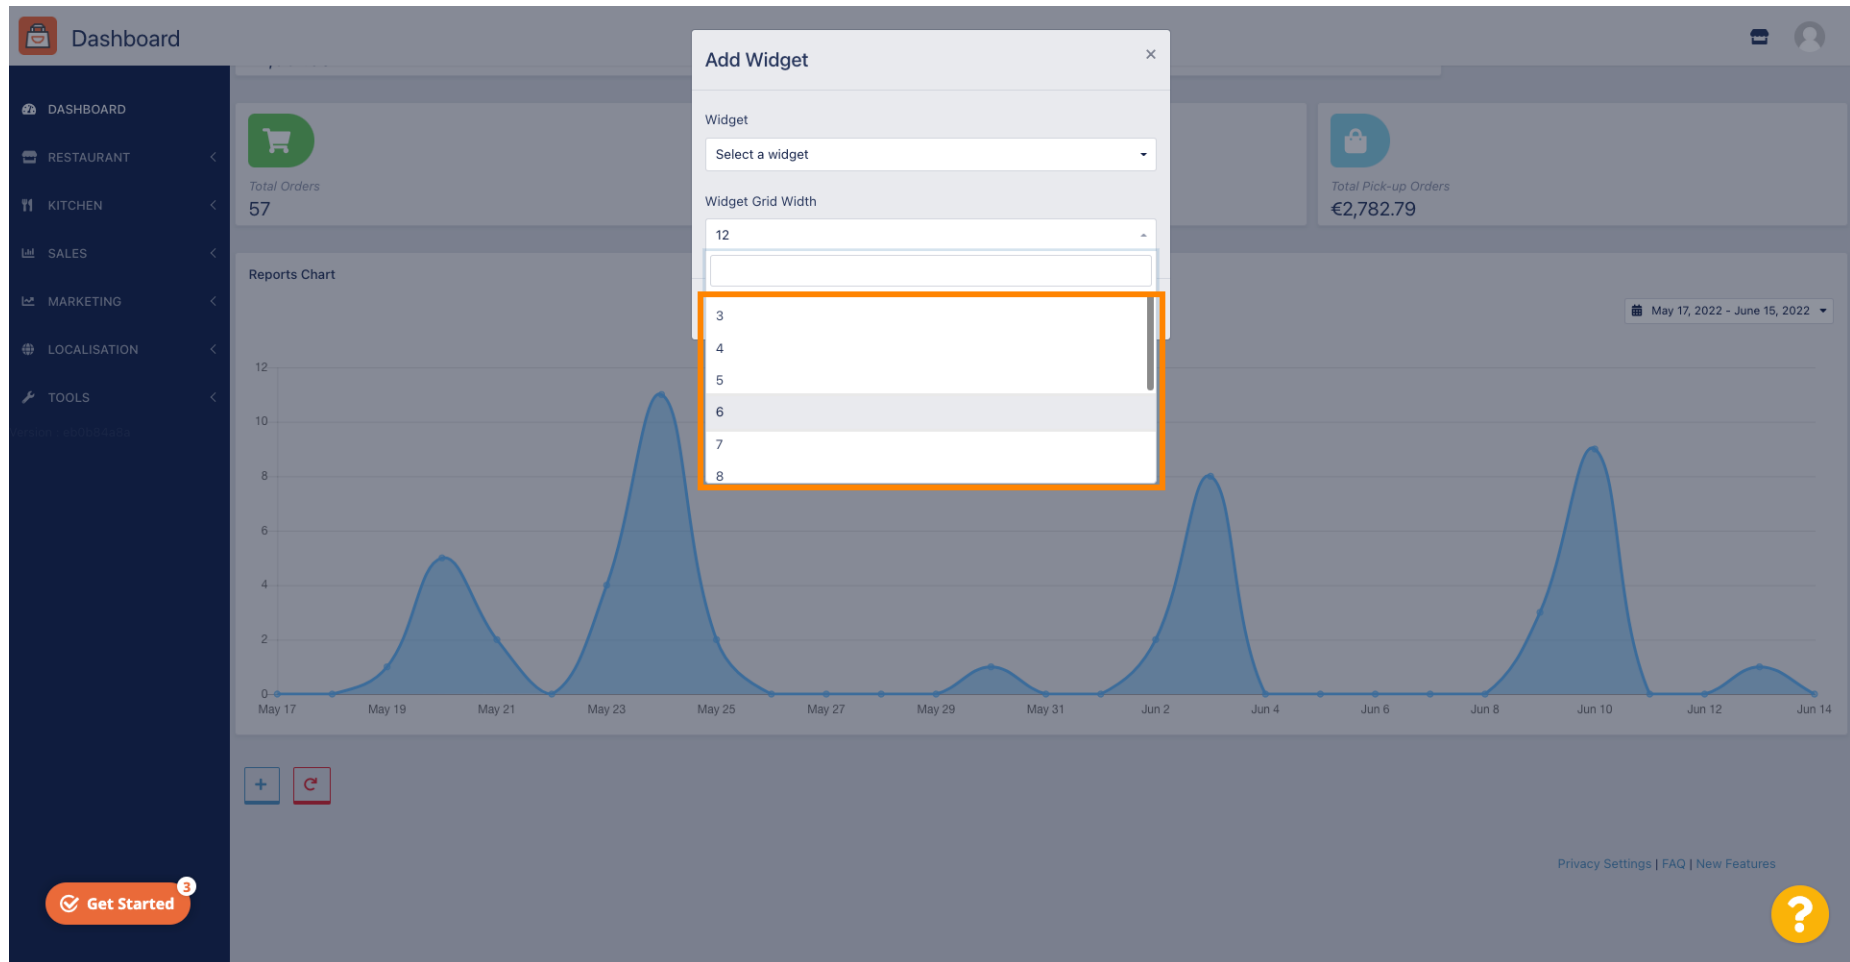 Dashboard
DASHBOARD
RESTAURANT
KITCHEN
SALES
MARKETING
LOCALISATION
TOOLS
Get Started
3
Total Orders
57
Total Pick-up Orders
€2,782.79
Add Widget
×
Widget
Select a widget
Widget Grid Width
12
3
4
5
6
7
8
Reports Chart
May 17, 2022 - June 15, 2022
12
10
8
6
4
2
0
May 17 May 19 May 21 May 23 May 25 May 27 May 29 May 31 Jun 2 Jun 4 Jun 6 Jun 8 Jun 10 Jun 12 Jun 14
Privacy Settings | FAQ | New Features
?